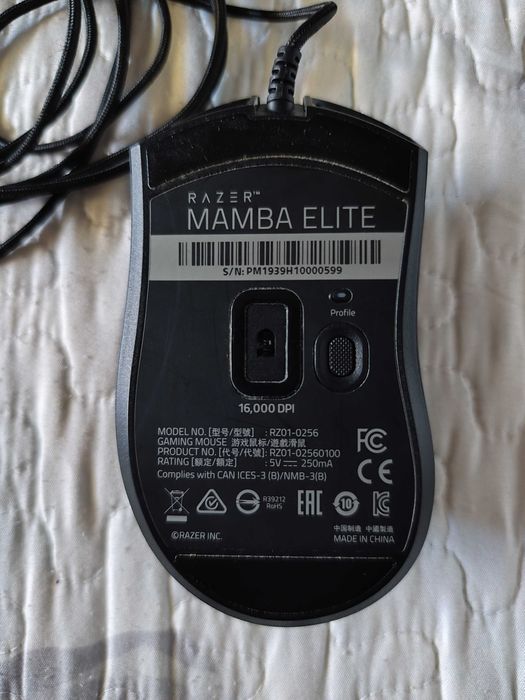 RAZER™
MAMBA ELITE
S/N: PM1939H10000599
Profile
16,000 DPI
MODEL NO. [型号/型號] : RZ01-0256
GAMING MOUSE 游戏鼠标/遊戲滑鼠
PRODUCT NO. [代号/代號]: RZ01-02560100
RATING [额定/額定] : 5V ⎓ 250mA
Complies with CAN ICES-3 (B)/NMB-3(B)
FC
CE
R39212
RoHS
EAC
10
©RAZER INC.
中国制造 中國製造
MADE IN CHINA